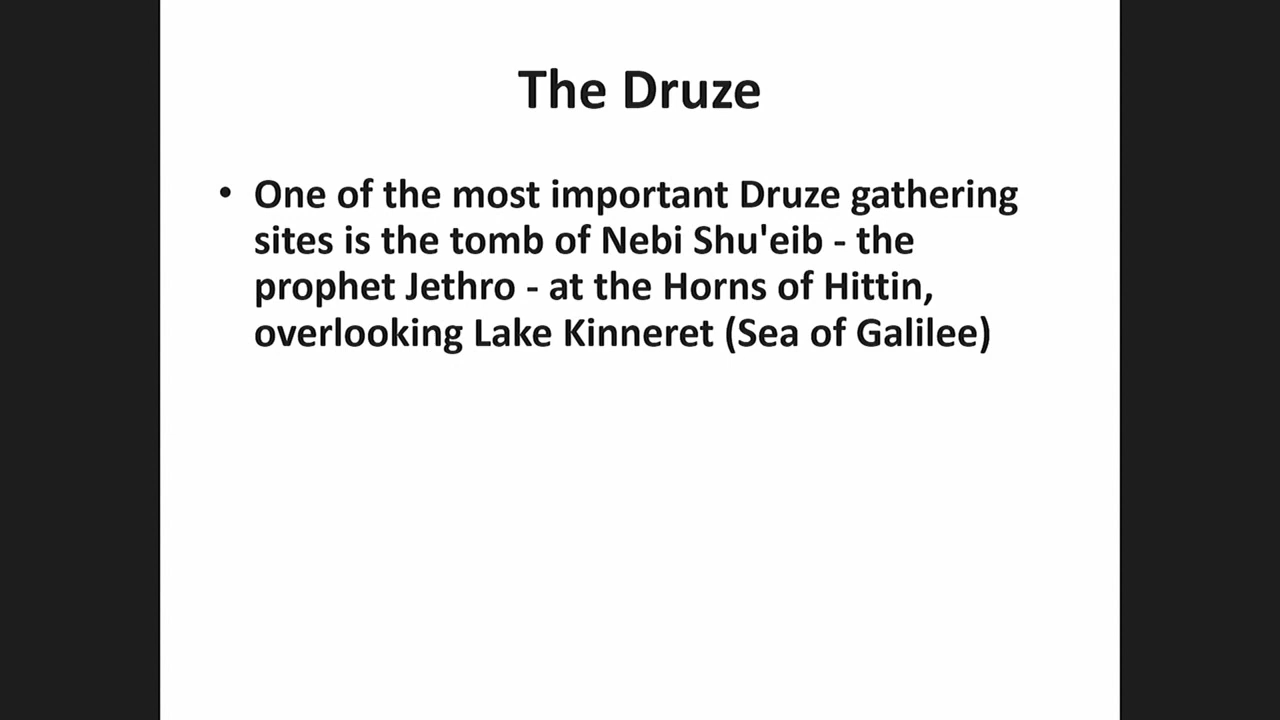 The Druze
• One of the most important Druze gathering
sites is the tomb of Nebi Shu'eib - the
prophet Jethro - at the Horns of Hittin,
overlooking Lake Kinneret (Sea of Galilee)